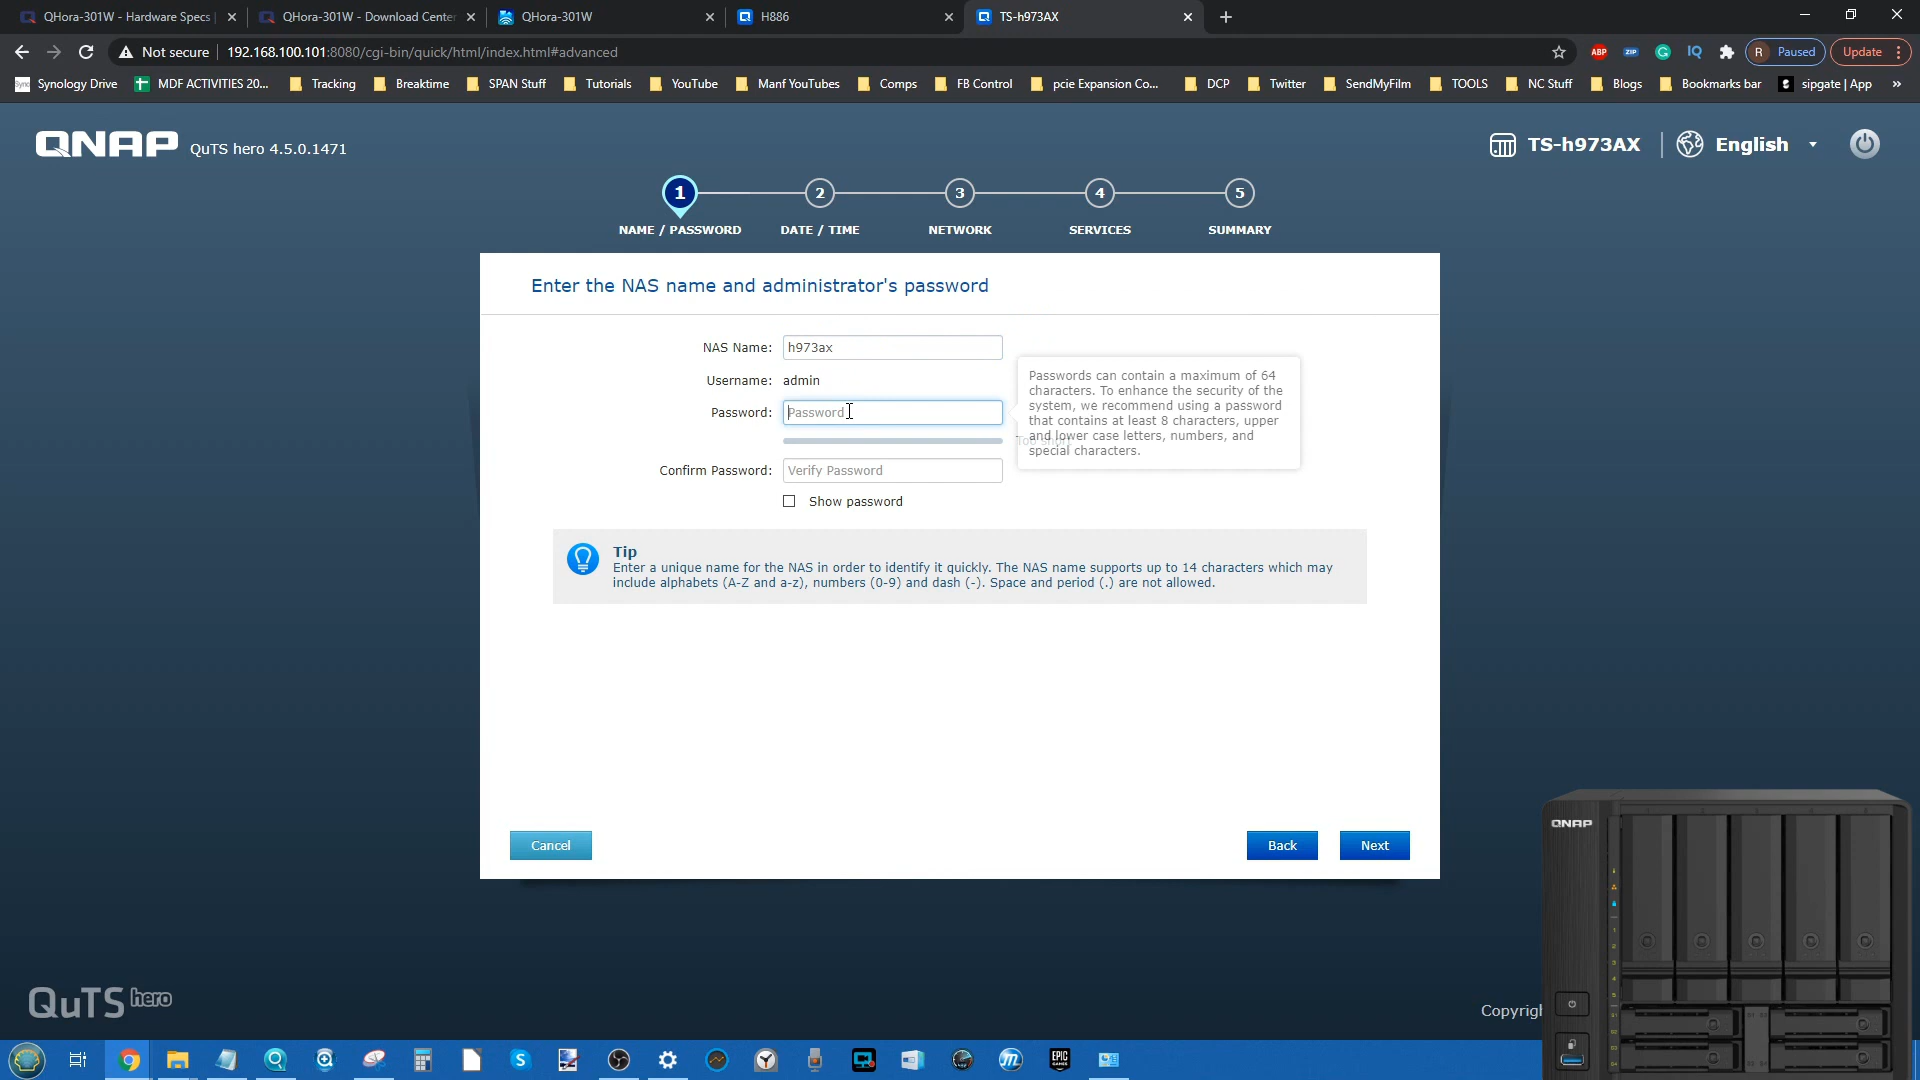 QHora-301W - Hardware Specs
QHora-301W - Download Center
QHora-301W
H886
TS-h973AX
Not secure
192.168.100.101:8080/cgi-bin/quick/html/index.html#advanced
ABP
ZIP
IQ
R
Paused
Update
Synology Drive
MDF ACTIVITIES 20...
Tracking
Breaktime
SPAN Stuff
Tutorials
YouTube
Manf YouTubes
Comps
FB Control
pcie Expansion Co...
DCP
Twitter
SendMyFilm
TOOLS
NC Stuff
Blogs
Bookmarks bar
sipgate | App
»
QNAP
QuTS hero 4.5.0.1471
TS-h973AX
English
1
2
3
4
5
NAME / PASSWORD
DATE / TIME
NETWORK
SERVICES
SUMMARY
Enter the NAS name and administrator's password
NAS Name:
h973ax
Username:
admin
Password:
Password
Passwords can contain a maximum of 64
characters. To enhance the security of the
system, we recommend using a password
that contains at least 8 characters, upper
and lower case letters, numbers, and
special characters.
Confirm Password:
Verify Password
Show password
Tip
Enter a unique name for the NAS in order to identify it quickly. The NAS name supports up to 14 characters which may
include alphabets (A-Z and a-z), numbers (0-9) and dash (-). Space and period (.) are not allowed.
Cancel
Back
Next
QNAP
QuTS hero
Copyrigh
EPIC
GAMES